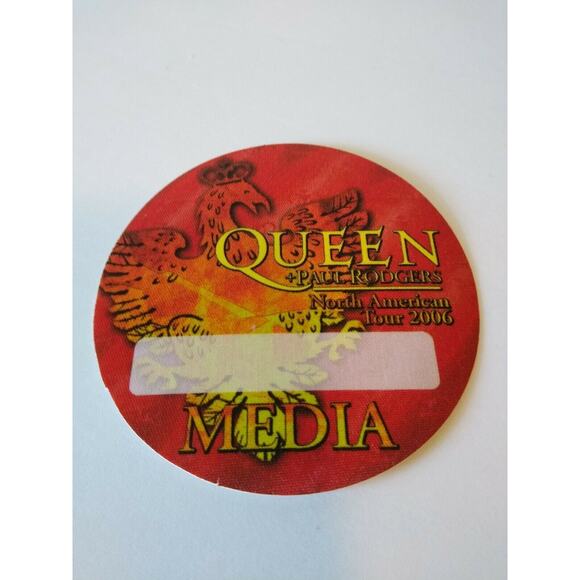 QUEEN
+PAUL RODGERS
North American
Tour 2006
MEDIA